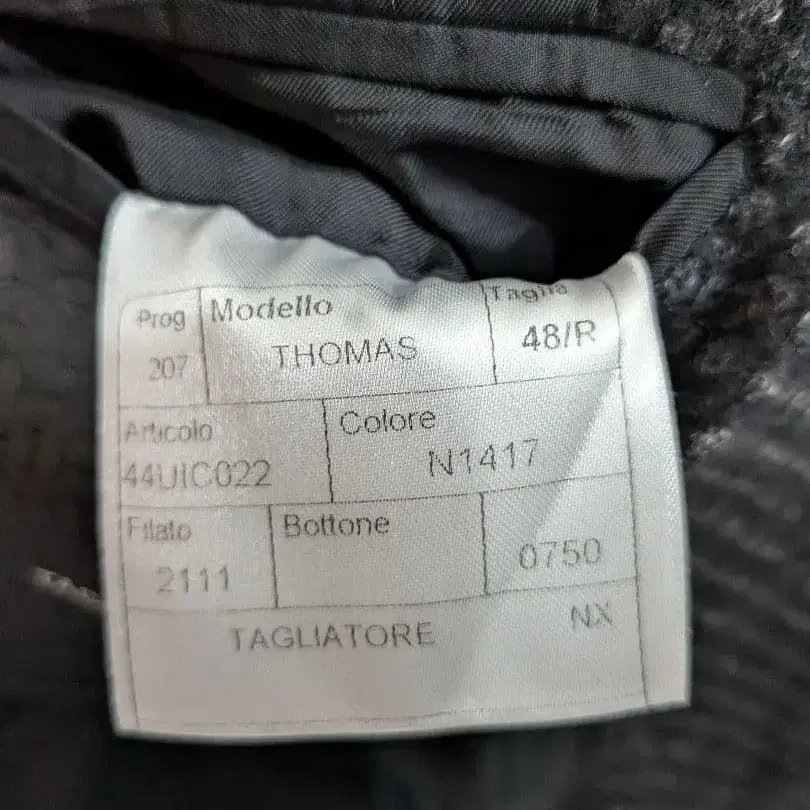 Prog Modello Taglia
207 THOMAS 48/R
Articolo Colore
44UIC022 N1417
Filato Bottone
2111 0750
TAGLIATORE NX